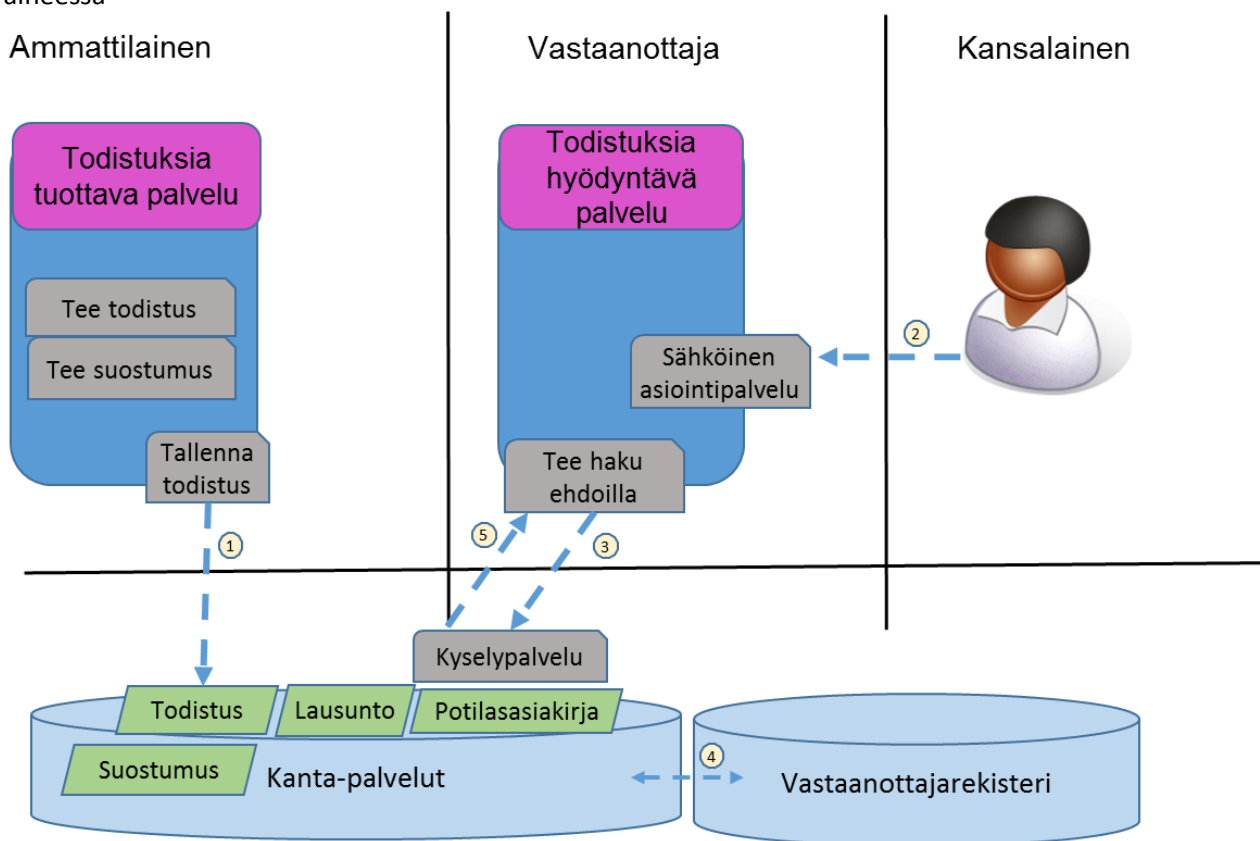 Ammattilainen
Vastaanottaja
Kansalainen
Todistuksia
tuottava palvelu
Tee todistus
Tee suostumus
Tallenna
todistus
Todistuksia
hyödyntävä
palvelu
Sähköinen
asiointipalvelu
Tee haku
ehdoilla
2
1
5
3
Kyselypalvelu
Todistus
Lausunto
Potilasasiakirja
Suostumus
Kanta-palvelut
4
Vastaanottajarekisteri